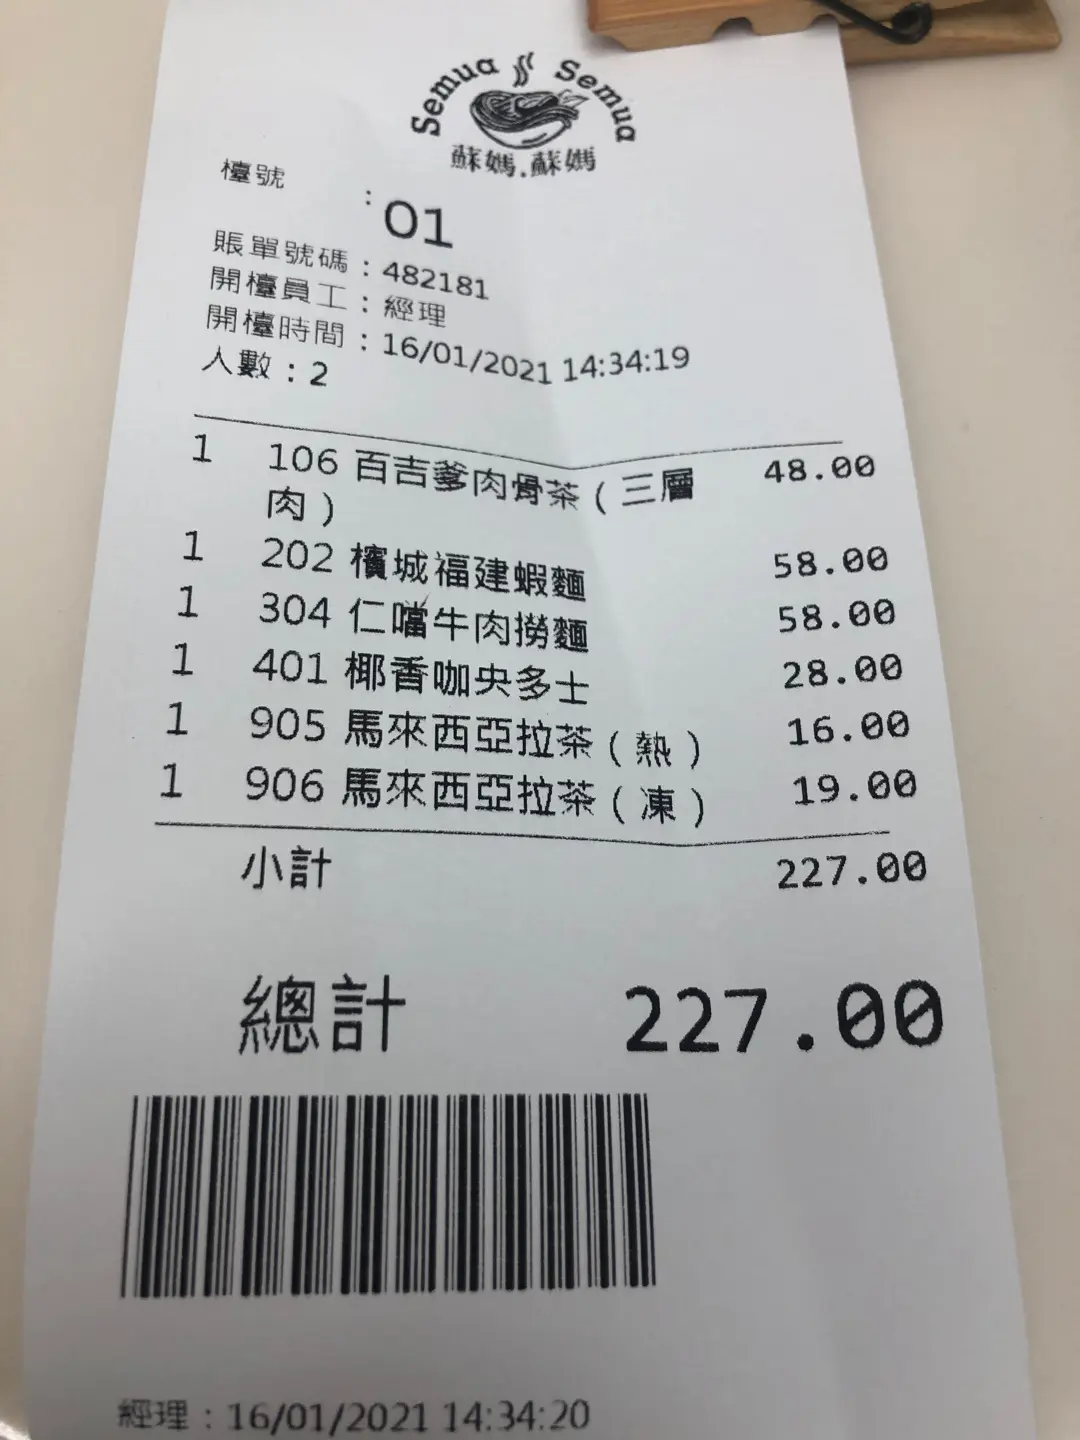 Semua Semua
蘇媽.蘇媽
檯號 : 01
賬單號碼 : 482181
開檯員工 : 經理
開檯時間 : 16/01/2021 14:34:19
人數 : 2
1 106 百吉爹肉骨茶 ( 三層 48.00
肉 )
1 202 檳城福建蝦麵 58.00
1 304 仁噹牛肉撈麵 58.00
1 401 椰香咖央多士 28.00
1 905 馬來西亞拉茶 ( 熱 ) 16.00
1 906 馬來西亞拉茶 ( 凍 ) 19.00
小計 227.00
總計 227.00
經理 : 16/01/2021 14:34:20